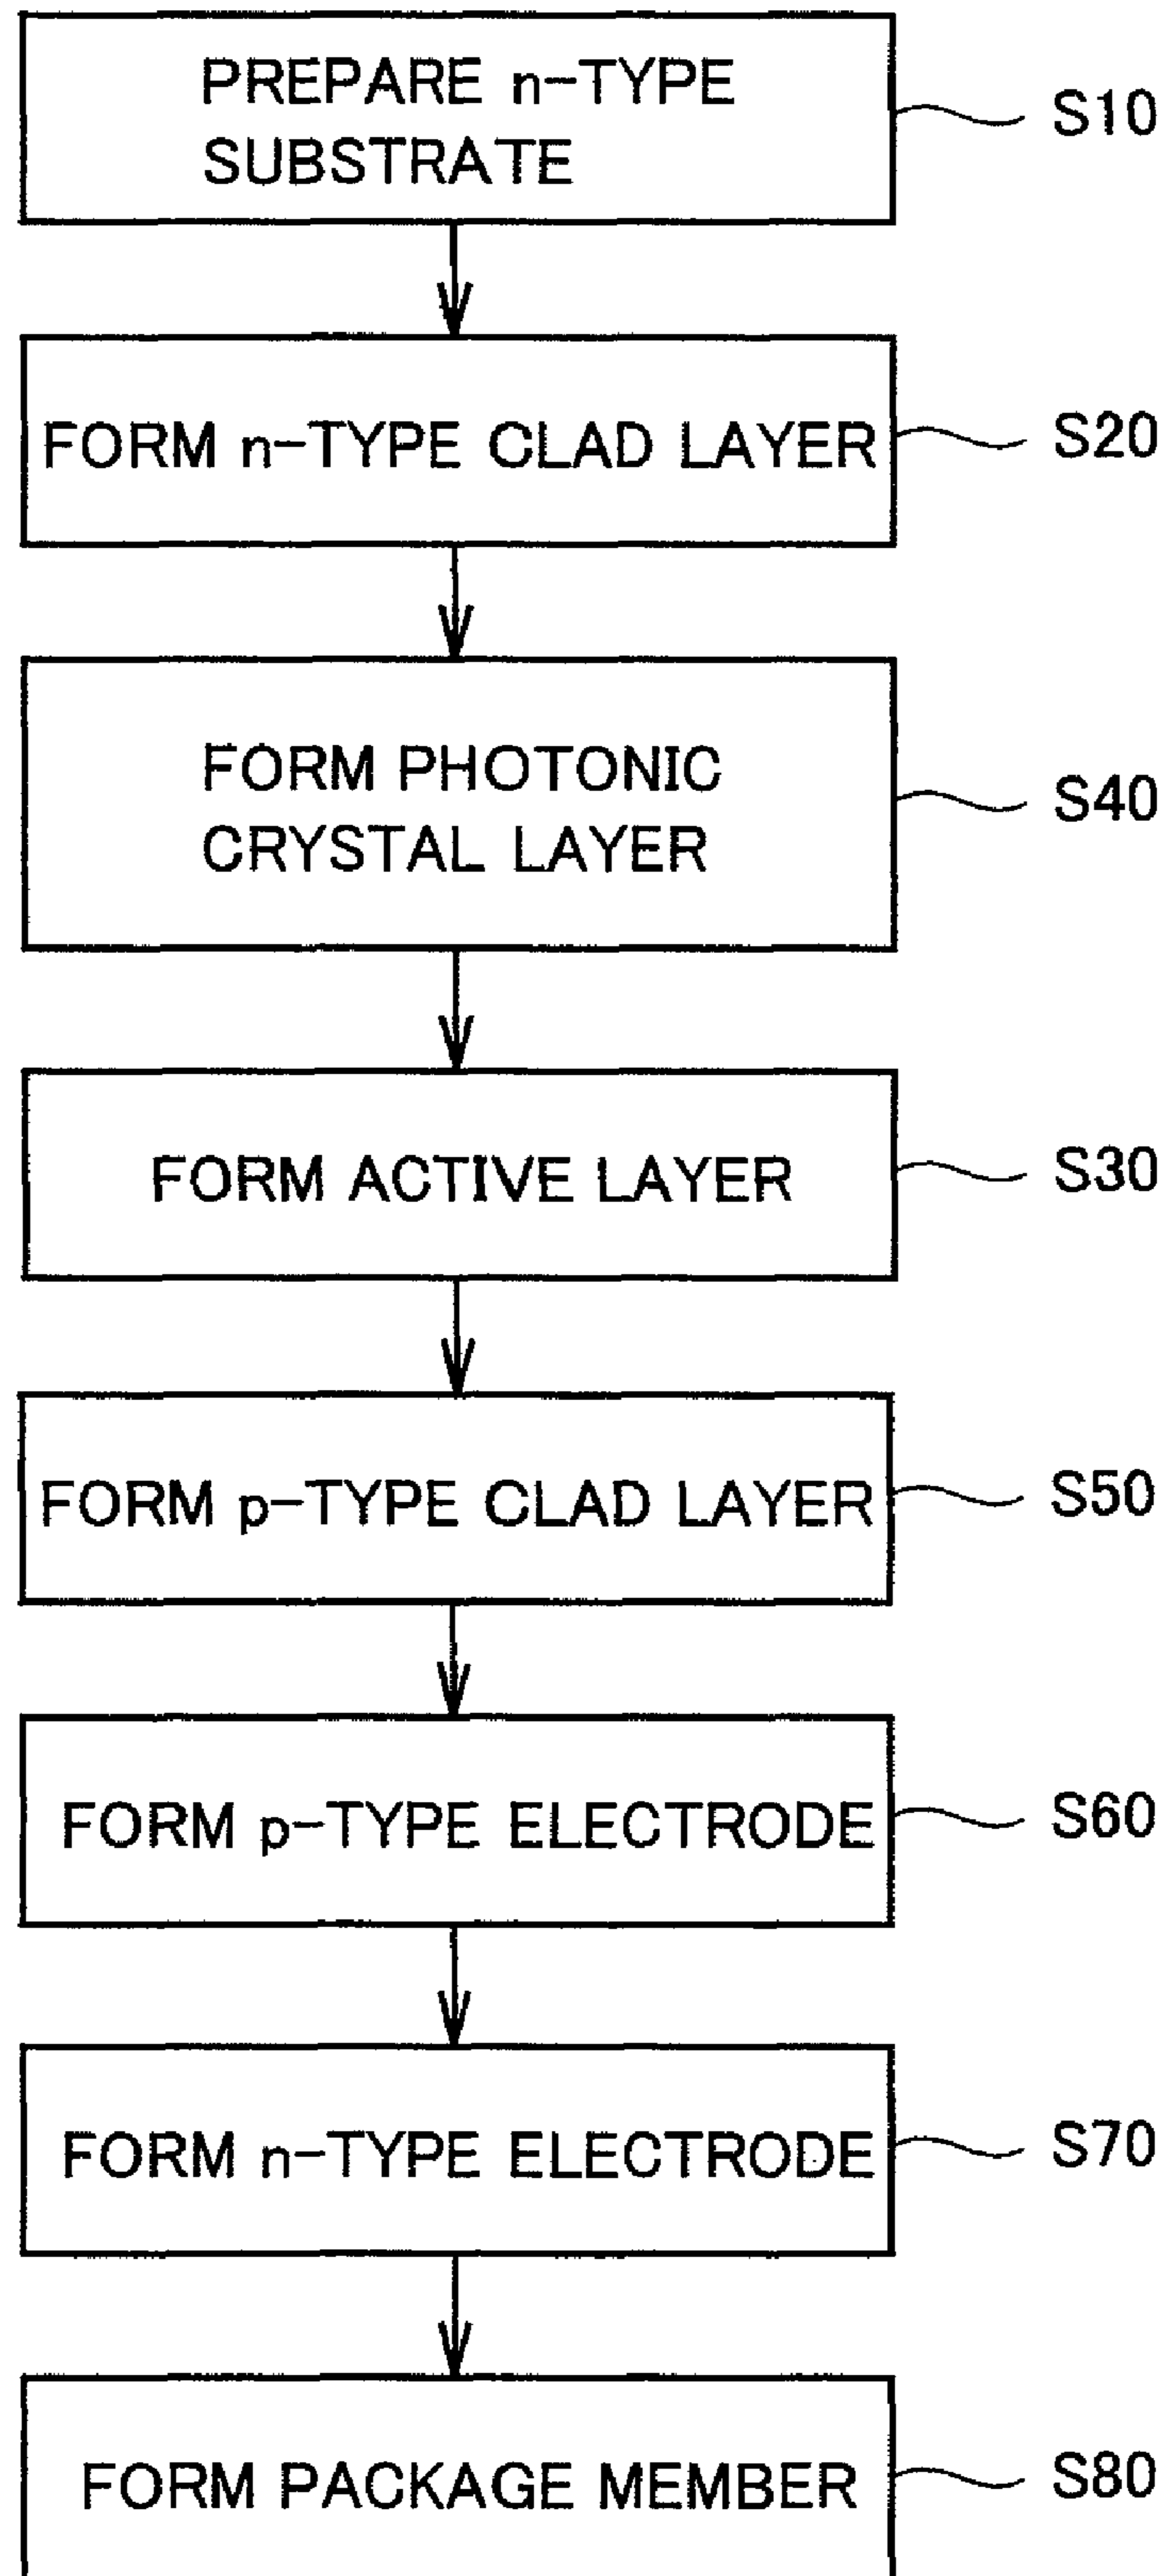 PREPARE n-TYPE
SUBSTRATE
S10
FORM n-TYPE CLAD LAYER
S20
FORM PHOTONIC
CRYSTAL LAYER
S40
FORM ACTIVE LAYER
S30
FORM p-TYPE CLAD LAYER
S50
FORM p-TYPE ELECTRODE
S60
FORM n-TYPE ELECTRODE
S70
FORM PACKAGE MEMBER
S80